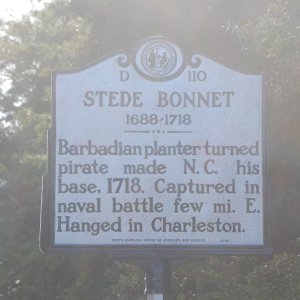 D 110
STEDE BONNET
1688-1718
Barbadian planter turned
pirate made N.C. his
base, 1718. Captured in
naval battle few mi. E.
Hanged in Charleston.